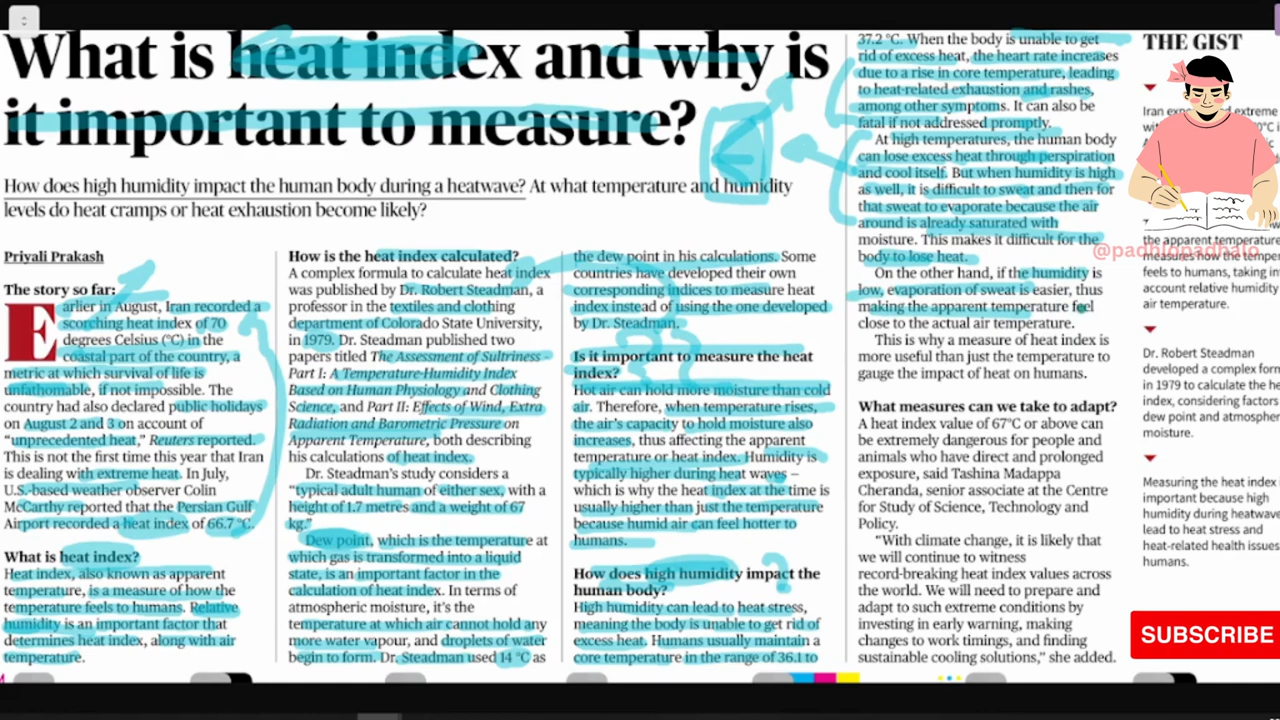 What is heat index and why is
it important to measure?
How does high humidity impact the human body during a heatwave? At what temperature and humidity
levels do heat cramps or heat exhaustion become likely?
Priyali Prakash
The story so far:
Earlier in August, Iran recorded a
scorching heat index of 70
degrees Celsius (°C) in the
coastal part of the country, a
metric at which survival of life is
unfathomable, if not impossible. The
country had also declared public holidays
on August 2 and 3 on account of
“unprecedented heat,” Reuters reported.
This is not the first time this year that Iran
is dealing with extreme heat. In July,
U.S.-based weather observer Colin
McCarthy reported that the Persian Gulf
Airport recorded a heat index of 66.7 °C.
What is heat index?
Heat index, also known as apparent
temperature, is a measure of how the
temperature feels to humans. Relative
humidity is an important factor that
determines heat index, along with air
temperature.
How is the heat index calculated?
A complex formula to calculate heat index
was published by Dr. Robert Steadman, a
professor in the textiles and clothing
department of Colorado State University,
in 1979. Dr. Steadman published two
papers titled The Assessment of Sultriness -
Part I: A Temperature-Humidity Index
Based on Human Physiology and Clothing
Science, and Part II: Effects of Wind, Extra
Radiation and Barometric Pressure on
Apparent Temperature, both describing
his calculations of heat index.
Dr. Steadman’s study considers a
“typical adult human of either sex, with a
height of 1.7 metres and a weight of 67
kg.”
Dew point, which is the temperature at
which gas is transformed into a liquid
state, is an important factor in the
calculation of heat index. In terms of
atmospheric moisture, it’s the
temperature at which air cannot hold any
more water vapour, and droplets of water
begin to form. Dr. Steadman used 14 °C as
the dew point in his calculations. Some
countries have developed their own
corresponding indices to measure heat
index instead of using the one developed
by Dr. Steadman.
Is it important to measure the heat
index?
Hot air can hold more moisture than cold
air. Therefore, when temperature rises,
the air’s capacity to hold moisture also
increases, thus affecting the apparent
temperature or heat index. Humidity is
typically higher during heat waves –
which is why the heat index at the time is
usually higher than just the temperature
because humid air can feel hotter to
humans.
How does high humidity impact the
human body?
High humidity can lead to heat stress,
meaning the body is unable to get rid of
excess heat. Humans usually maintain a
core temperature in the range of 36.1 to
37.2 °C. When the body is unable to get
rid of excess heat, the heart rate increases
due to a rise in core temperature, leading
to heat-related exhaustion and rashes,
among other symptoms. It can also be
fatal if not addressed promptly.
At high temperatures, the human body
can lose excess heat through perspiration
and cool itself. But when humidity is high
as well, it is difficult to sweat and then for
that sweat to evaporate because the air
around is already saturated with
moisture. This makes it difficult for the
body to lose heat.
On the other hand, if the humidity is
low, evaporation of sweat is easier, thus
making the apparent temperature feel
close to the actual air temperature.
This is why a measure of heat index is
more useful than just the temperature to
gauge the impact of heat on humans.
What measures can we take to adapt?
A heat index value of 67°C or above can
be extremely dangerous for people and
animals who have direct and prolonged
exposure, said Tashina Madappa
Cheranda, senior associate at the Centre
for Study of Science, Technology and
Policy.
“With climate change, it is likely that
we will continue to witness
record-breaking heat index values across
the world. We will need to prepare and
adapt to such extreme conditions by
investing in early warning, making
changes to work timings, and finding
sustainable cooling solutions,” she added.
THE GIST
Iran ex extreme
the apparent temperature
measures how the temper
feels to humans, taking in
account relative humidity
air temperature.
Dr. Robert Steadman
developed a complex form
in 1979 to calculate the he
index, considering factors
dew point and atmospher
moisture.
Measuring the heat index i
important because high
humidity during heatwave
lead to heat stress and
heat-related health issues
humans.
@padhlopadhalo
SUBSCRIBE